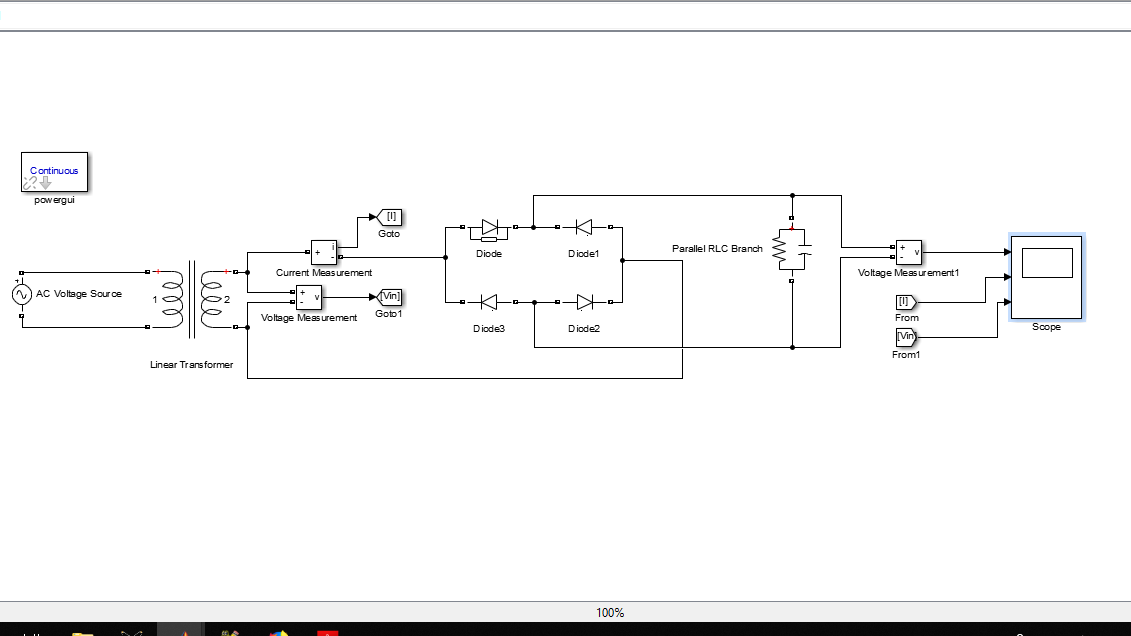 Continuous
powergui
[I]
Goto
i
+
-
Current Measurement
AC Voltage Source
+
1
2
+
-
v
[Vin]
Goto1
Voltage Measurement
Linear Transformer
Diode
Diode1
Diode3
Diode2
Parallel RLC Branch
+
-
v
Voltage Measurement1
[I]
From
[Vin]
From1
Scope
100%